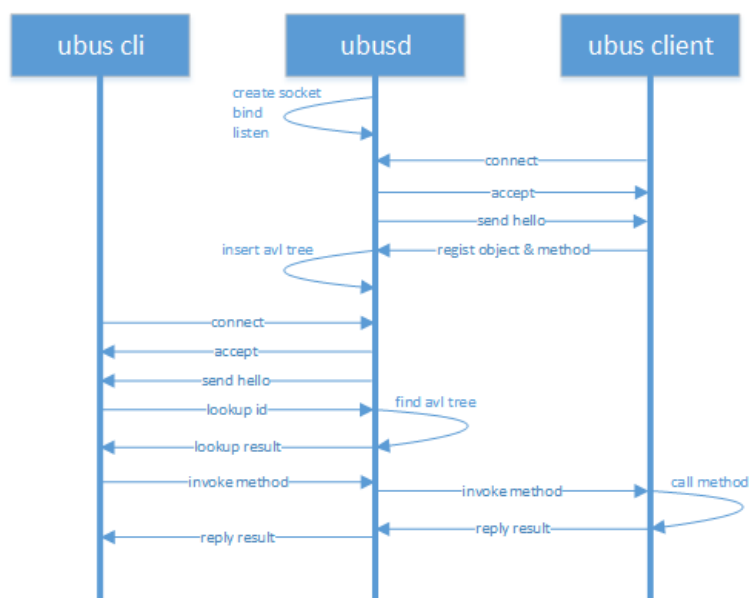 ubus cli
ubusd
ubus client
create socket
bind
listen
connect
accept
send hello
regist object & method
insert avl tree
connect
accept
send hello
lookup id
find avl tree
lookup result
invoke method
invoke method
call method
reply result
reply result